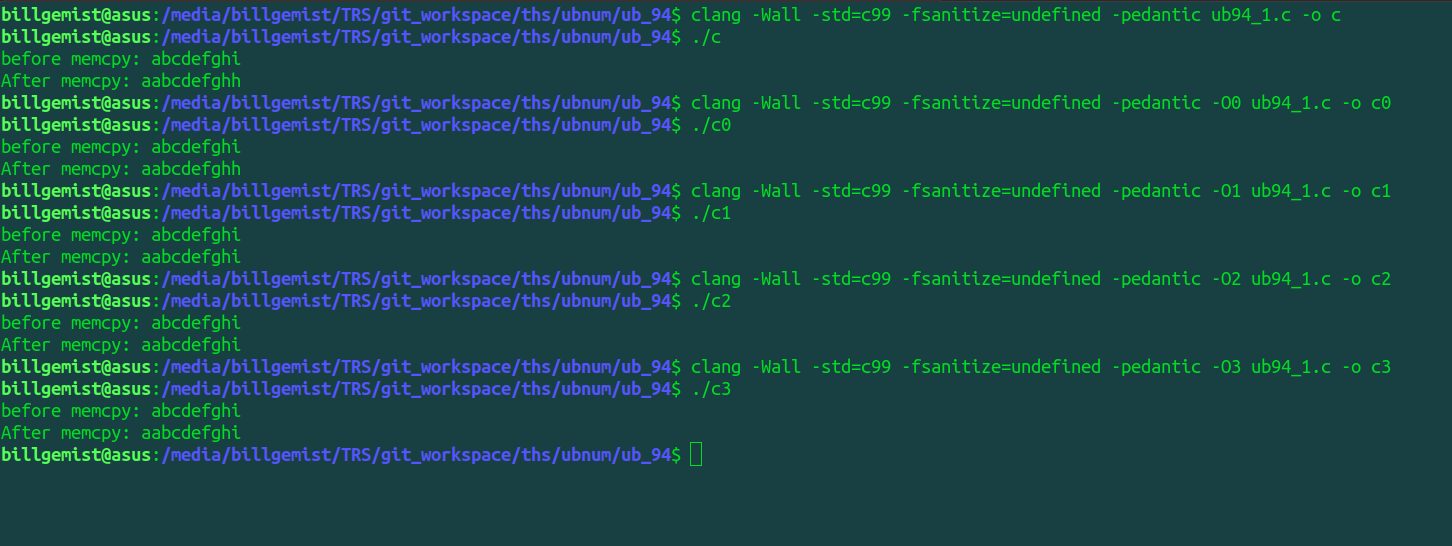 billgemist@asus:/media/billgemist/TRS/git_workspace/ths/ubnum/ub_94$ clang -Wall -std=c99 -fsanitize=undefined -pedantic ub94_1.c -o c
billgemist@asus:/media/billgemist/TRS/git_workspace/ths/ubnum/ub_94$ ./c
before memcpy: abcdefghi
After memcpy: aabcdefghh
billgemist@asus:/media/billgemist/TRS/git_workspace/ths/ubnum/ub_94$ clang -Wall -std=c99 -fsanitize=undefined -pedantic -O0 ub94_1.c -o c0
billgemist@asus:/media/billgemist/TRS/git_workspace/ths/ubnum/ub_94$ ./c0
before memcpy: abcdefghi
After memcpy: aabcdefghh
billgemist@asus:/media/billgemist/TRS/git_workspace/ths/ubnum/ub_94$ clang -Wall -std=c99 -fsanitize=undefined -pedantic -O1 ub94_1.c -o c1
billgemist@asus:/media/billgemist/TRS/git_workspace/ths/ubnum/ub_94$ ./c1
before memcpy: abcdefghi
After memcpy: aabcdefghi
billgemist@asus:/media/billgemist/TRS/git_workspace/ths/ubnum/ub_94$ clang -Wall -std=c99 -fsanitize=undefined -pedantic -O2 ub94_1.c -o c2
billgemist@asus:/media/billgemist/TRS/git_workspace/ths/ubnum/ub_94$ ./c2
before memcpy: abcdefghi
After memcpy: aabcdefghi
billgemist@asus:/media/billgemist/TRS/git_workspace/ths/ubnum/ub_94$ clang -Wall -std=c99 -fsanitize=undefined -pedantic -O3 ub94_1.c -o c3
billgemist@asus:/media/billgemist/TRS/git_workspace/ths/ubnum/ub_94$ ./c3
before memcpy: abcdefghi
After memcpy: aabcdefghi
billgemist@asus:/media/billgemist/TRS/git_workspace/ths/ubnum/ub_94$